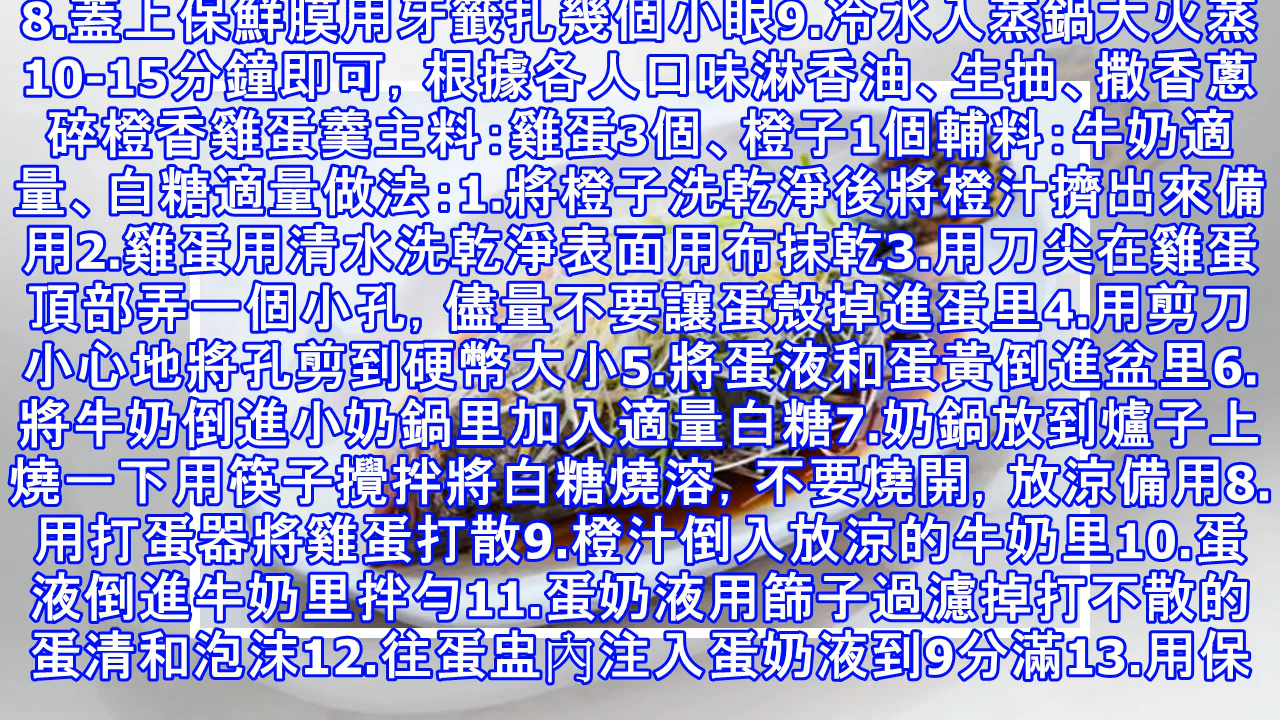 8.蓋上保鮮膜用牙籤扎幾個小眼9.冷水入蒸鍋大火蒸
10-15分鐘即可，根據各人口味淋香油、生抽、撒香蔥
碎橙香雞蛋羹主料：雞蛋3個、橙子1個輔料：牛奶適
量、白糖適量做法：1.將橙子洗乾淨後將橙汁擠出來備
用2.雞蛋用清水洗乾淨表面用布抹乾3.用刀尖在雞蛋
頂部弄一個小孔，儘量不要讓蛋殼掉進蛋里4.用剪刀
小心地將孔剪到硬幣大小5.將蛋液和蛋黃倒進盆里6.
將牛奶倒進小奶鍋里加入適量白糖7.奶鍋放到爐子上
燒一下用筷子攪拌將白糖燒溶，不要燒開，放涼備用8.
用打蛋器將雞蛋打散9.橙汁倒入放涼的牛奶里10.蛋
液倒進牛奶里拌勻11.蛋奶液用篩子過濾掉打不散的
蛋清和泡沫12.往蛋盅內注入蛋奶液到9分滿13.用保